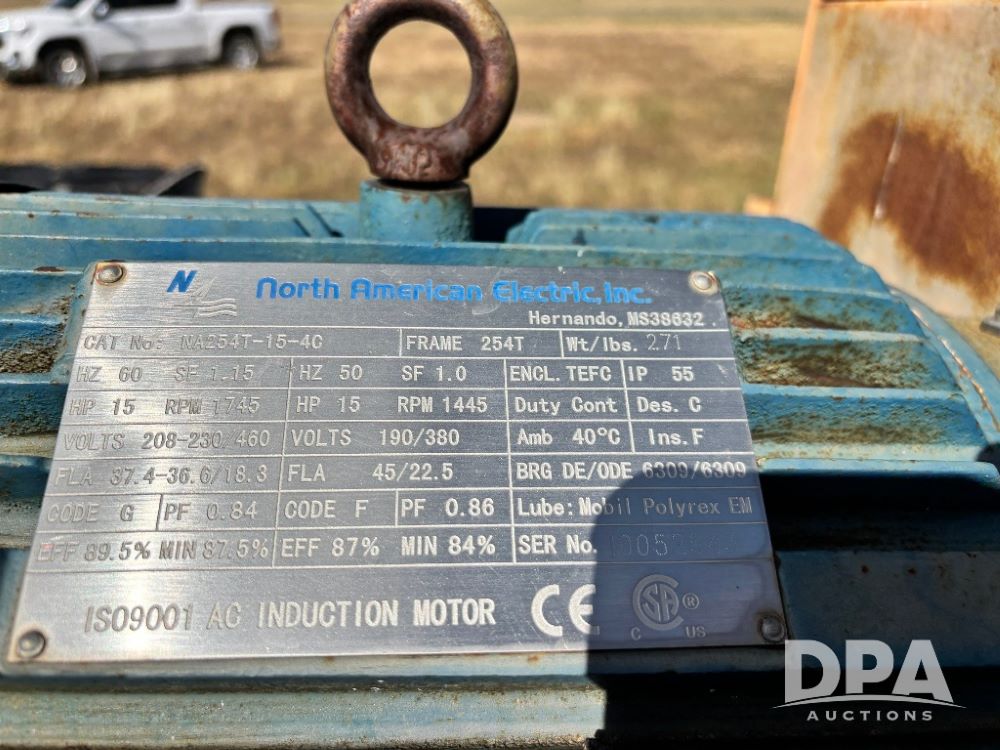 North American Electric, Inc.
Hernando, MS38632
CAT No: NA254T-15-4C FRAME 254T Wt/lbs. 271
HZ 60 SF 1.15 HZ 50 SF 1.0 ENCL. TEFC IP 55
HP 15 RPM 1745 HP 15 RPM 1445 Duty Cont Des. C
VOLTS 208-230/460 VOLTS 190/380 Amb 40°C Ins. F
FLA 37.4-36.6/18.3 FLA 45/22.5 BRG DE/ODE 6309/6309
CODE G PF 0.84 CODE F PF 0.86 Lube: Mobil Polyrex EM
EFF 89.5% MIN 87.5% EFF 87% MIN 84% SER No.
ISO9001 AC INDUCTION MOTOR CE SA ®
C US
DPA
AUCTIONS